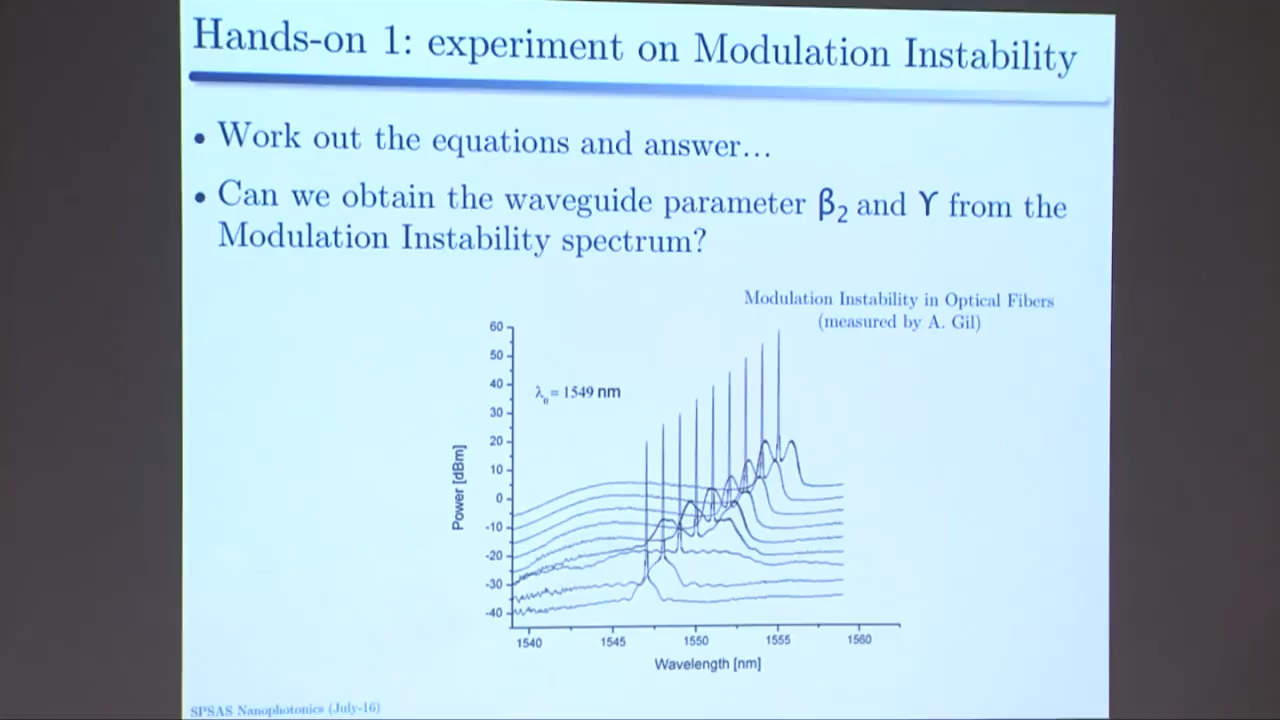 Hands-on 1: experiment on Modulation Instability
• Work out the equations and answer...
• Can we obtain the waveguide parameter β₂ and ϒ from the
Modulation Instability spectrum?
Modulation Instability in Optical Fibers
(measured by A. Gil)
λ₀ = 1549 nm
60
50
40
30
20
10
0
-10
-20
-30
-40
Power [dBm]
1540 1545 1550 1555 1560
Wavelength [nm]
SPSAS Nanophotonics (July-16)